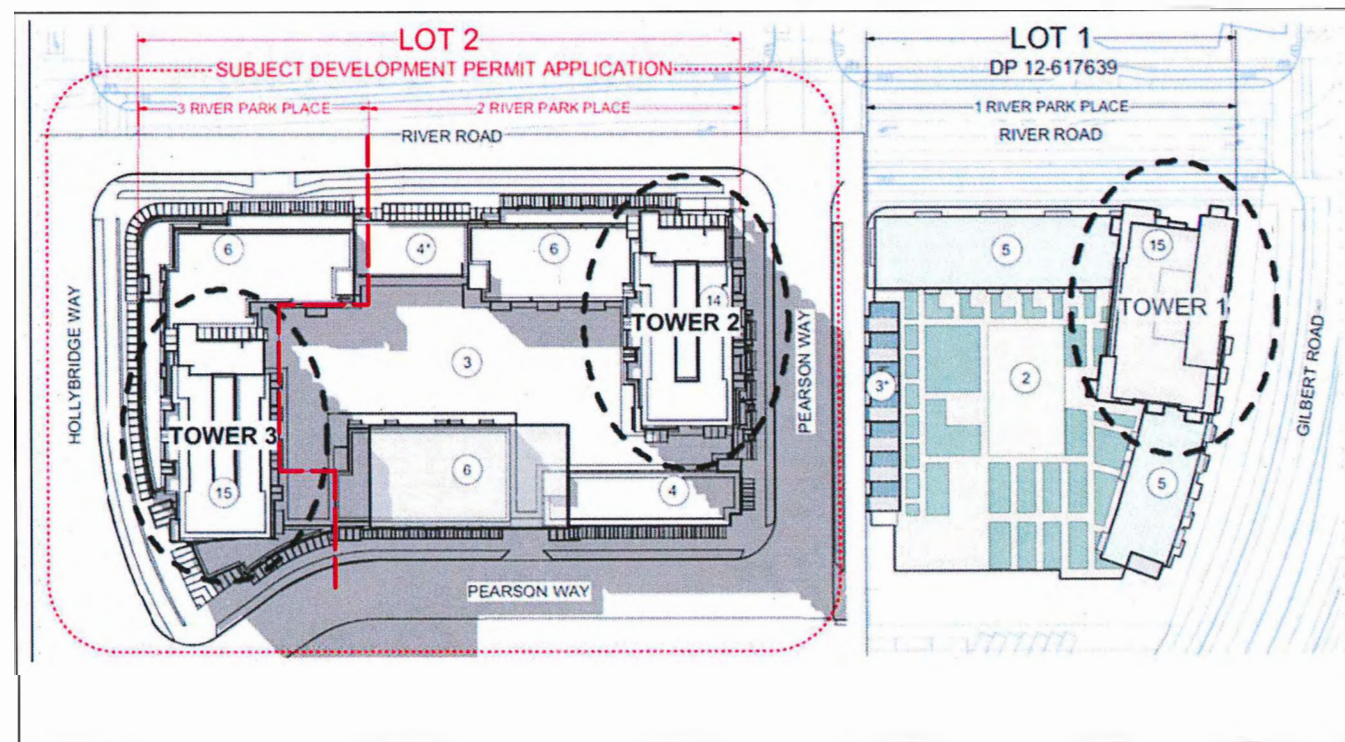 LOT 2
SUBJECT DEVELOPMENT PERMIT APPLICATION
3 RIVER PARK PLACE
2 RIVER PARK PLACE
RIVER ROAD
LOT 1
DP 12-617639
1 RIVER PARK PLACE
RIVER ROAD
HOLLYBRIDGE WAY
6
4*
6
14
TOWER 2
3
TOWER 3
15
6
4
PEARSON WAY
PEARSON WAY
5
15
TOWER 1
3*
2
5
GILBERT ROAD